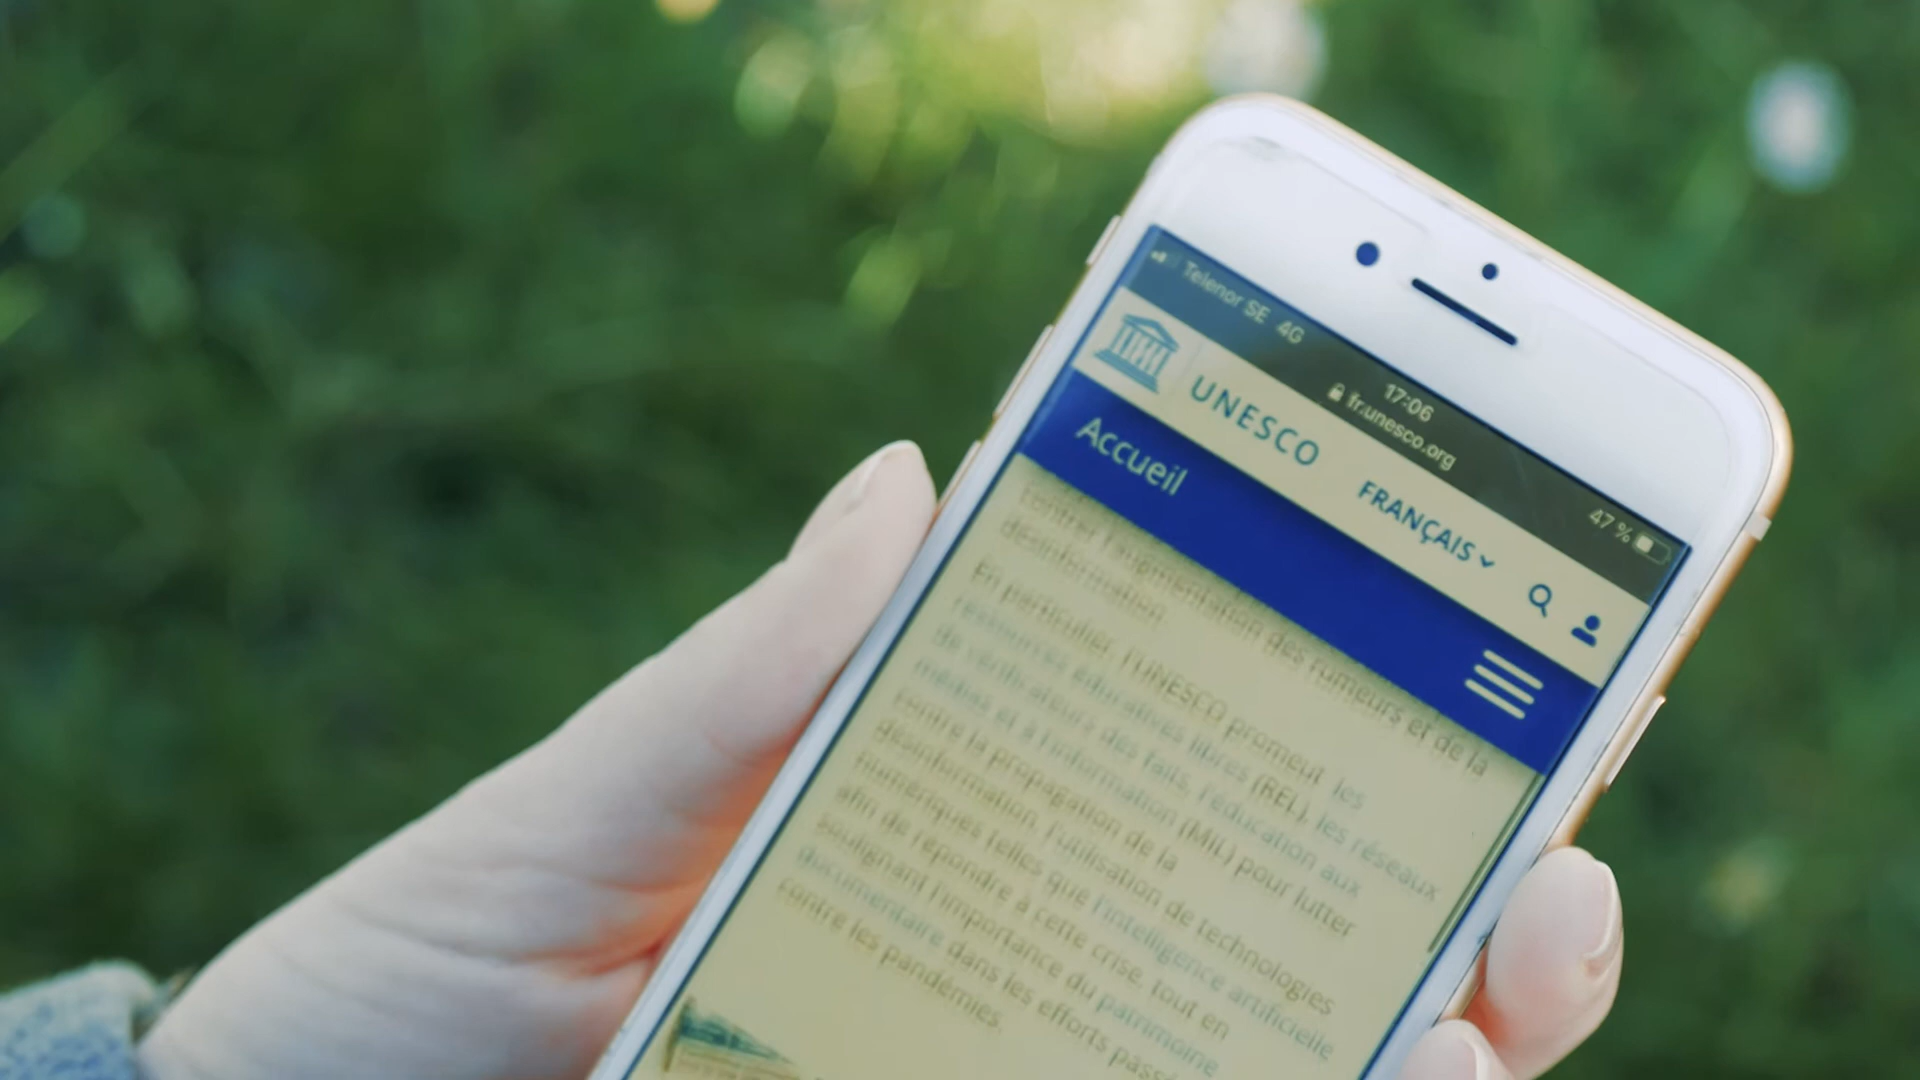 Telenor SE 4G
17:06
47 %
fr.unesco.org
UNESCO
FRANÇAIS
Accueil
contrer l'augmentation des rumeurs et de la
désinformation.
En particulier, l'UNESCO promeut les
ressources éducatives libres (REL), les réseaux
de vérificateurs des faits, l'éducation aux
médias et à l'information (MIL) pour lutter
contre la propagation de la
désinformation, l'utilisation de technologies
numériques telles que l'intelligence artificielle
afin de répondre à cette crise, tout en
soulignant l'importance du patrimoine
documentaire dans les efforts passés
contre les pandémies.